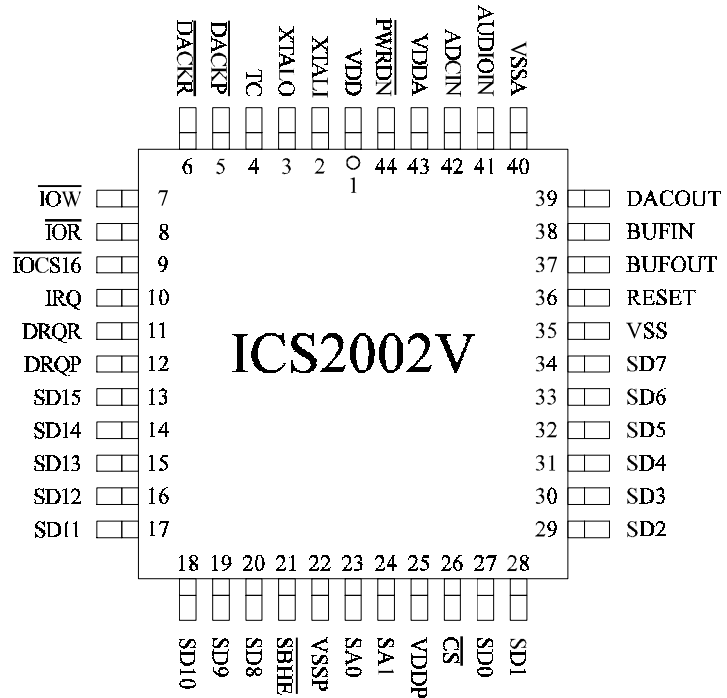 DACKR DACKP TC XTALO XTALI VDD PWRDN VDDA ADCIN AUDIOIN VSSA
6 5 4 3 2 1 44 43 42 41 40
IOW 7 39 DACOUT
IOR 8 38 BUFIN
IOCS16 9 37 BUFOUT
IRQ 10 36 RESET
DRQR 11 35 VSS
DRQP 12 34 SD7
ICS2002V
SD15 13 33 SD6
SD14 14 32 SD5
SD13 15 31 SD4
SD12 16 30 SD3
SD11 17 29 SD2
18 19 20 21 22 23 24 25 26 27 28
SD10 SD9 SD8 SBHE VSSP SA0 SA1 VDDP CS SD0 SD1